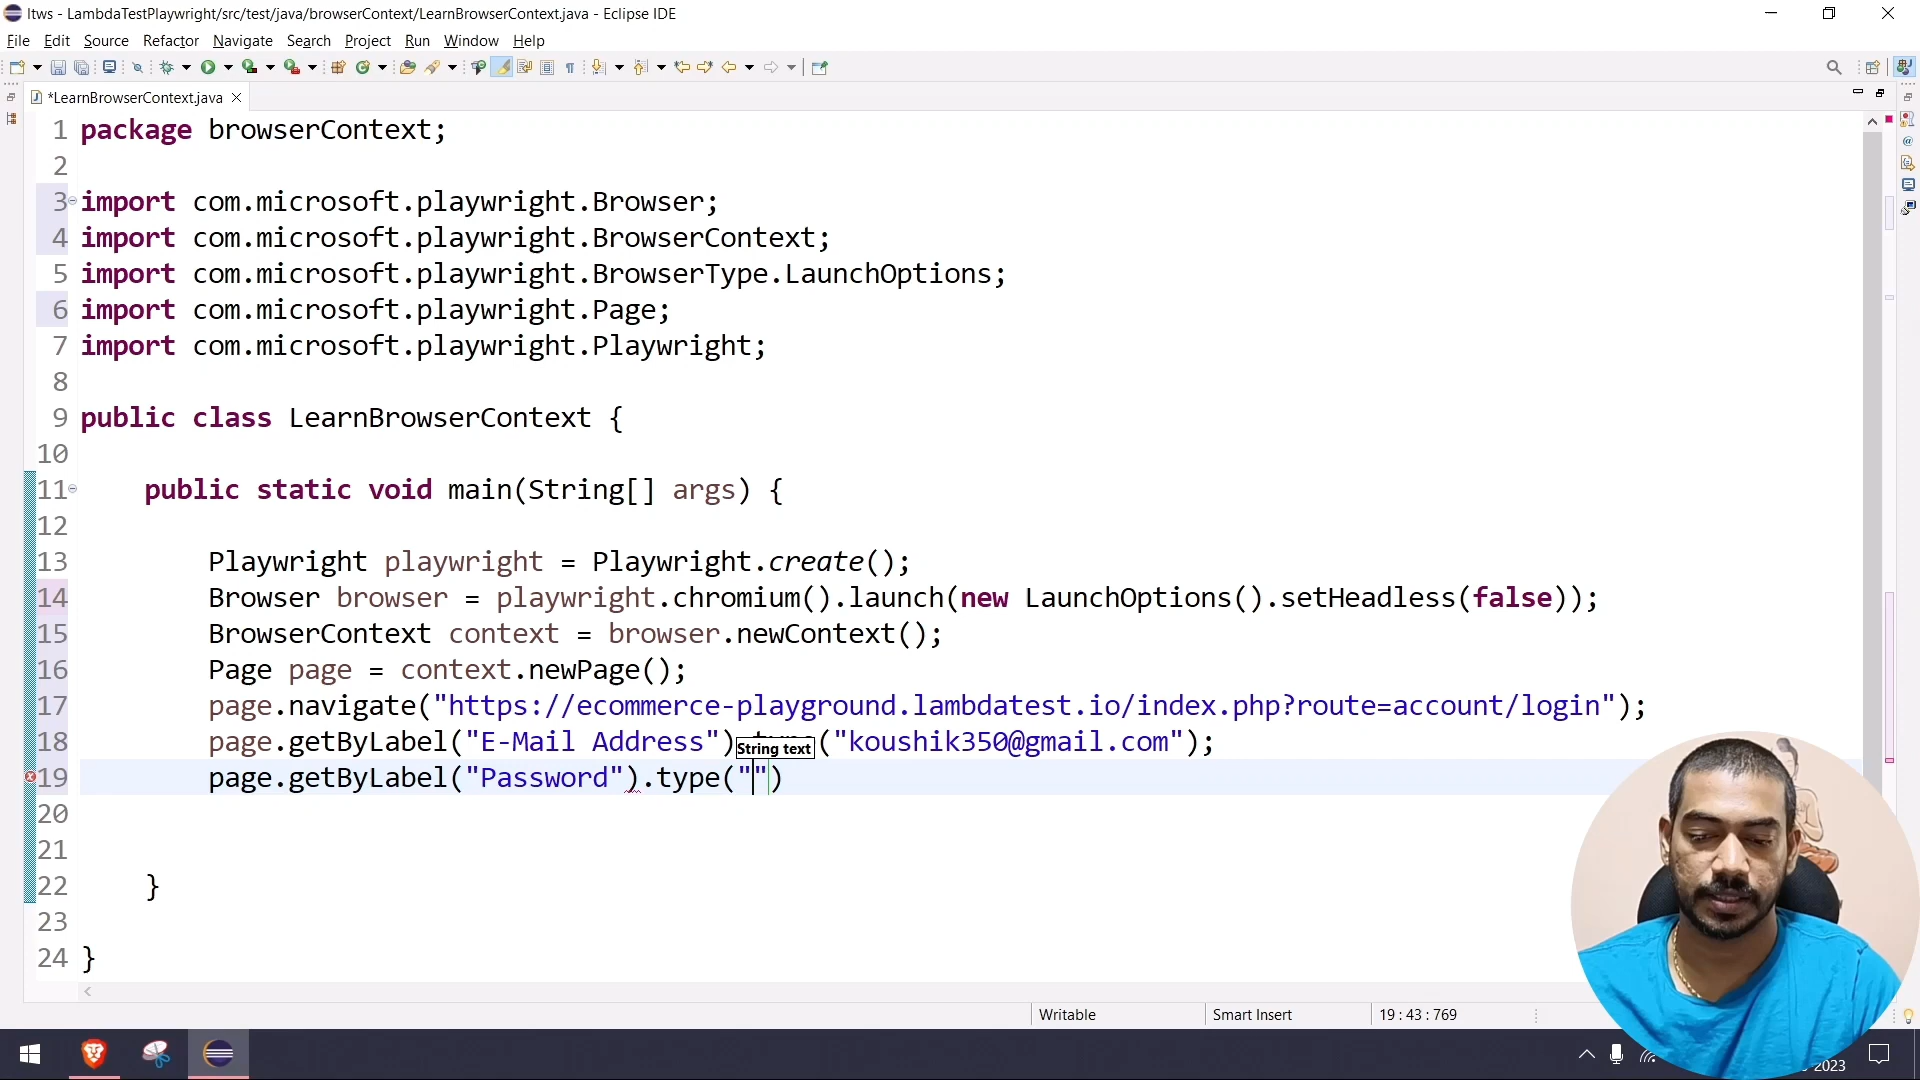 ltws - LambdaTestPlaywright/src/test/java/browserContext/LearnBrowserContext.java - Eclipse IDE
File Edit Source Refactor Navigate Search Project Run Window Help
*LearnBrowserContext.java
1 package browserContext;
2
3 import com.microsoft.playwright.Browser;
4 import com.microsoft.playwright.BrowserContext;
5 import com.microsoft.playwright.BrowserType.LaunchOptions;
6 import com.microsoft.playwright.Page;
7 import com.microsoft.playwright.Playwright;
8
9 public class LearnBrowserContext {
10
11 public static void main(String[] args) {
12
13 Playwright playwright = Playwright.create();
14 Browser browser = playwright.chromium().launch(new LaunchOptions().setHeadless(false));
15 BrowserContext context = browser.newContext();
16 Page page = context.newPage();
17 page.navigate("https://ecommerce-playground.lambdatest.io/index.php?route=account/login");
18 page.getByLabel("E-Mail Address").type("koushik350@gmail.com");
String text
19 page.getByLabel("Password").type("")
20
21
22 }
23
24 }
Writable Smart Insert 19 : 43 : 769
2023